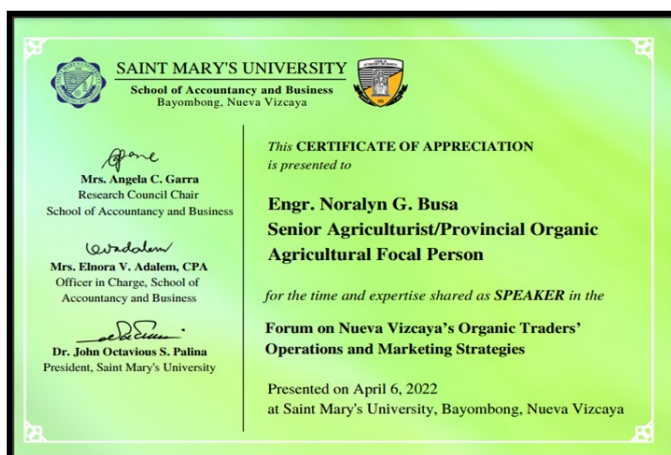 SAINT MARY'S UNIVERSITY
School of Accountancy and Business
Bayombong, Nueva Vizcaya
Mrs. Angela C. Garra
Research Council Chair
School of Accountancy and Business
Mrs. Elnora V. Adalem, CPA
Officer in Charge, School of
Accountancy and Business
Dr. John Octavious S. Palina
President, Saint Mary's University
This CERTIFICATE OF APPRECIATION
is presented to
Engr. Noralyn G. Busa
Senior Agriculturist/Provincial Organic
Agricultural Focal Person
for the time and expertise shared as SPEAKER in the
Forum on Nueva Vizcaya's Organic Traders'
Operations and Marketing Strategies
Presented on April 6, 2022
at Saint Mary's University, Bayombong, Nueva Vizcaya